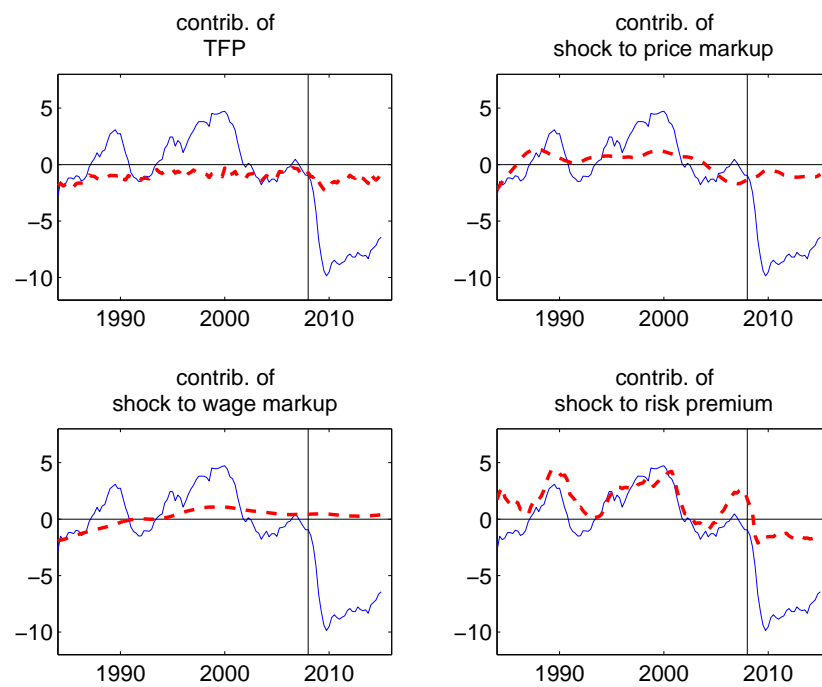 contrib. of
TFP
5
0
−5
−10
1990 2000 2010
contrib. of
shock to price markup
5
0
−5
−10
1990 2000 2010
contrib. of
shock to wage markup
5
0
−5
−10
1990 2000 2010
contrib. of
shock to risk premium
5
0
−5
−10
1990 2000 2010